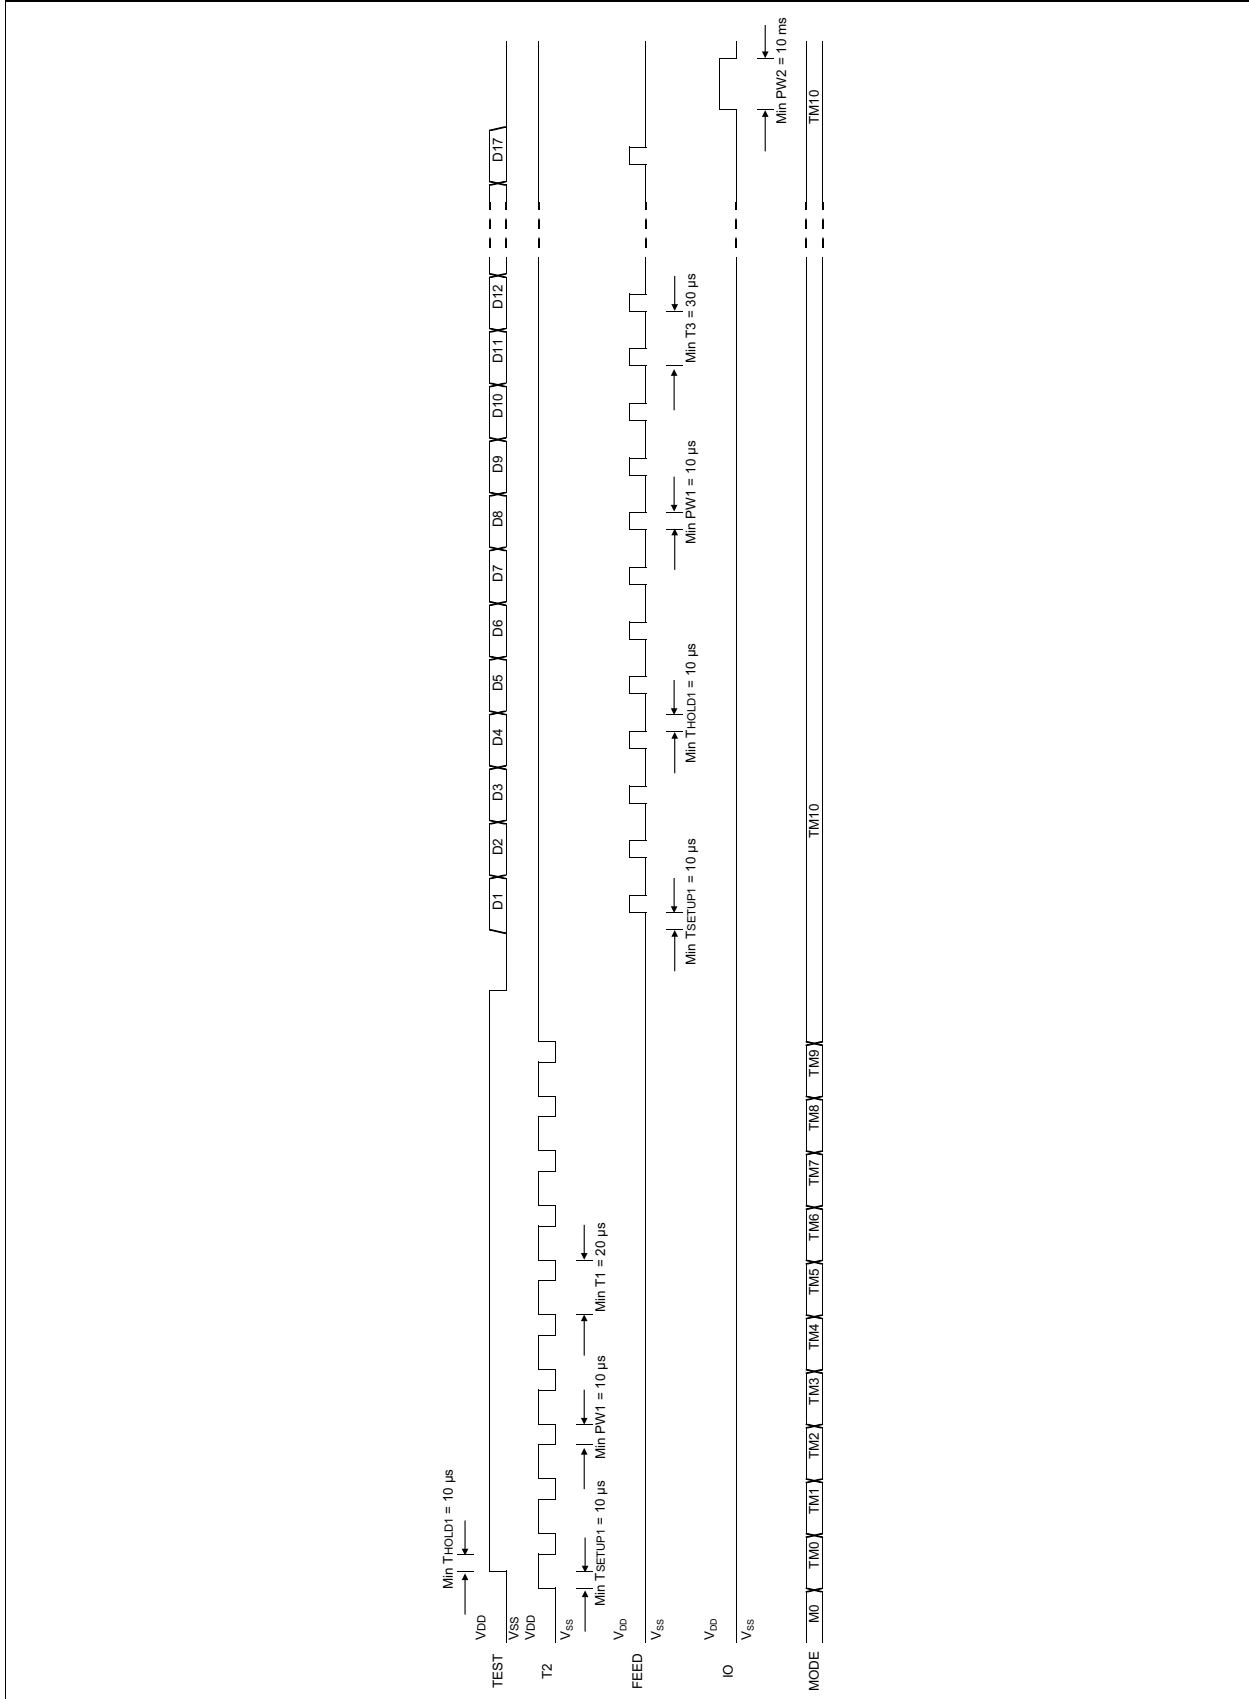 Min THOLD1 = 10 µs
TEST
VDD
VSS
D1
D2
D3
D4
D5
D6
D7
D8
D9
D10
D11
D12
D17
T2
VDD
VSS
Min TSETUP1 = 10 µs
Min PW1 = 10 µs
Min T1 = 20 µs
FEED
VDD
VSS
Min TSETUP1 = 10 µs
Min THOLD1 = 10 µs
Min PW1 = 10 µs
Min T3 = 30 µs
IO
VDD
VSS
Min PW2 = 10 ms
MODE
M0
TM0
TM1
TM2
TM3
TM4
TM5
TM6
TM7
TM8
TM9
TM10
TM10